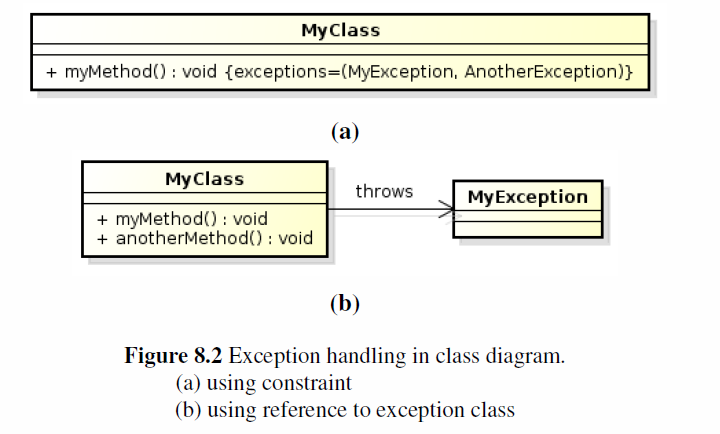 MyClass
+ myMethod() : void {exceptions=(MyException, AnotherException)}
(a)
MyClass
+ myMethod() : void
+ anotherMethod() : void
throws
MyException
(b)
Figure 8.2 Exception handling in class diagram.
(a) using constraint
(b) using reference to exception class